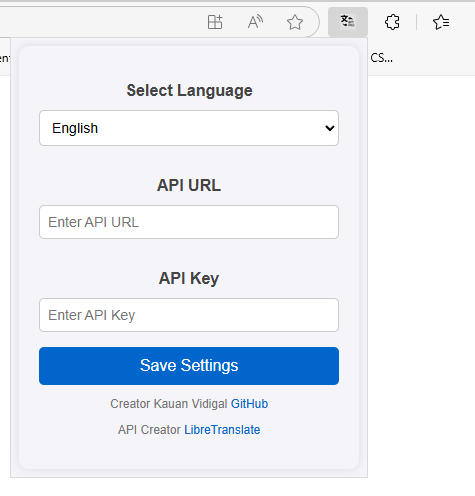 CS...
Select Language
English
API URL
Enter API URL
API Key
Enter API Key
Save Settings
Creator Kauan Vidigal GitHub
API Creator LibreTranslate